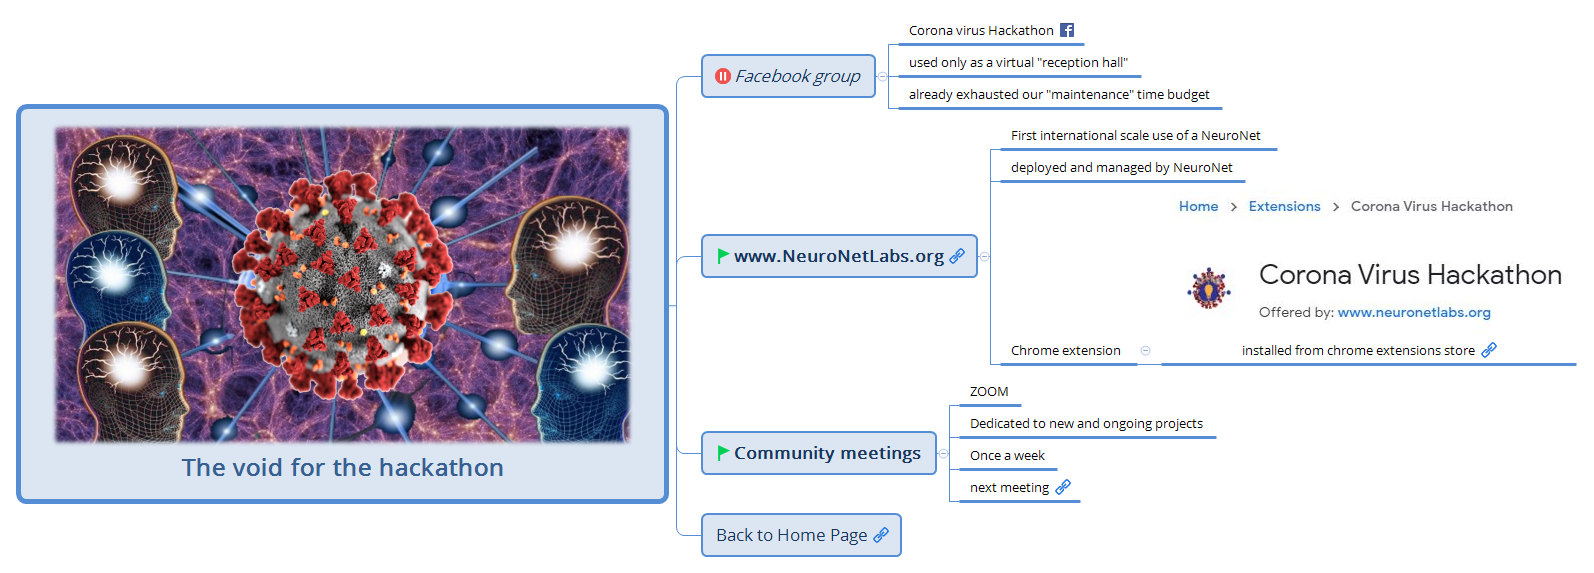 The void for the hackathon
Facebook group
Corona virus Hackathon
used only as a virtual "reception hall"
already exhausted our "maintenance" time budget
www.NeuroNetLabs.org
First international scale use of a NeuroNet
deployed and managed by NeuroNet
Home > Extensions > Corona Virus Hackathon
Corona Virus Hackathon
Offered by: www.neuronetlabs.org
Chrome extension
installed from chrome extensions store
Community meetings
ZOOM
Dedicated to new and ongoing projects
Once a week
next meeting
Back to Home Page